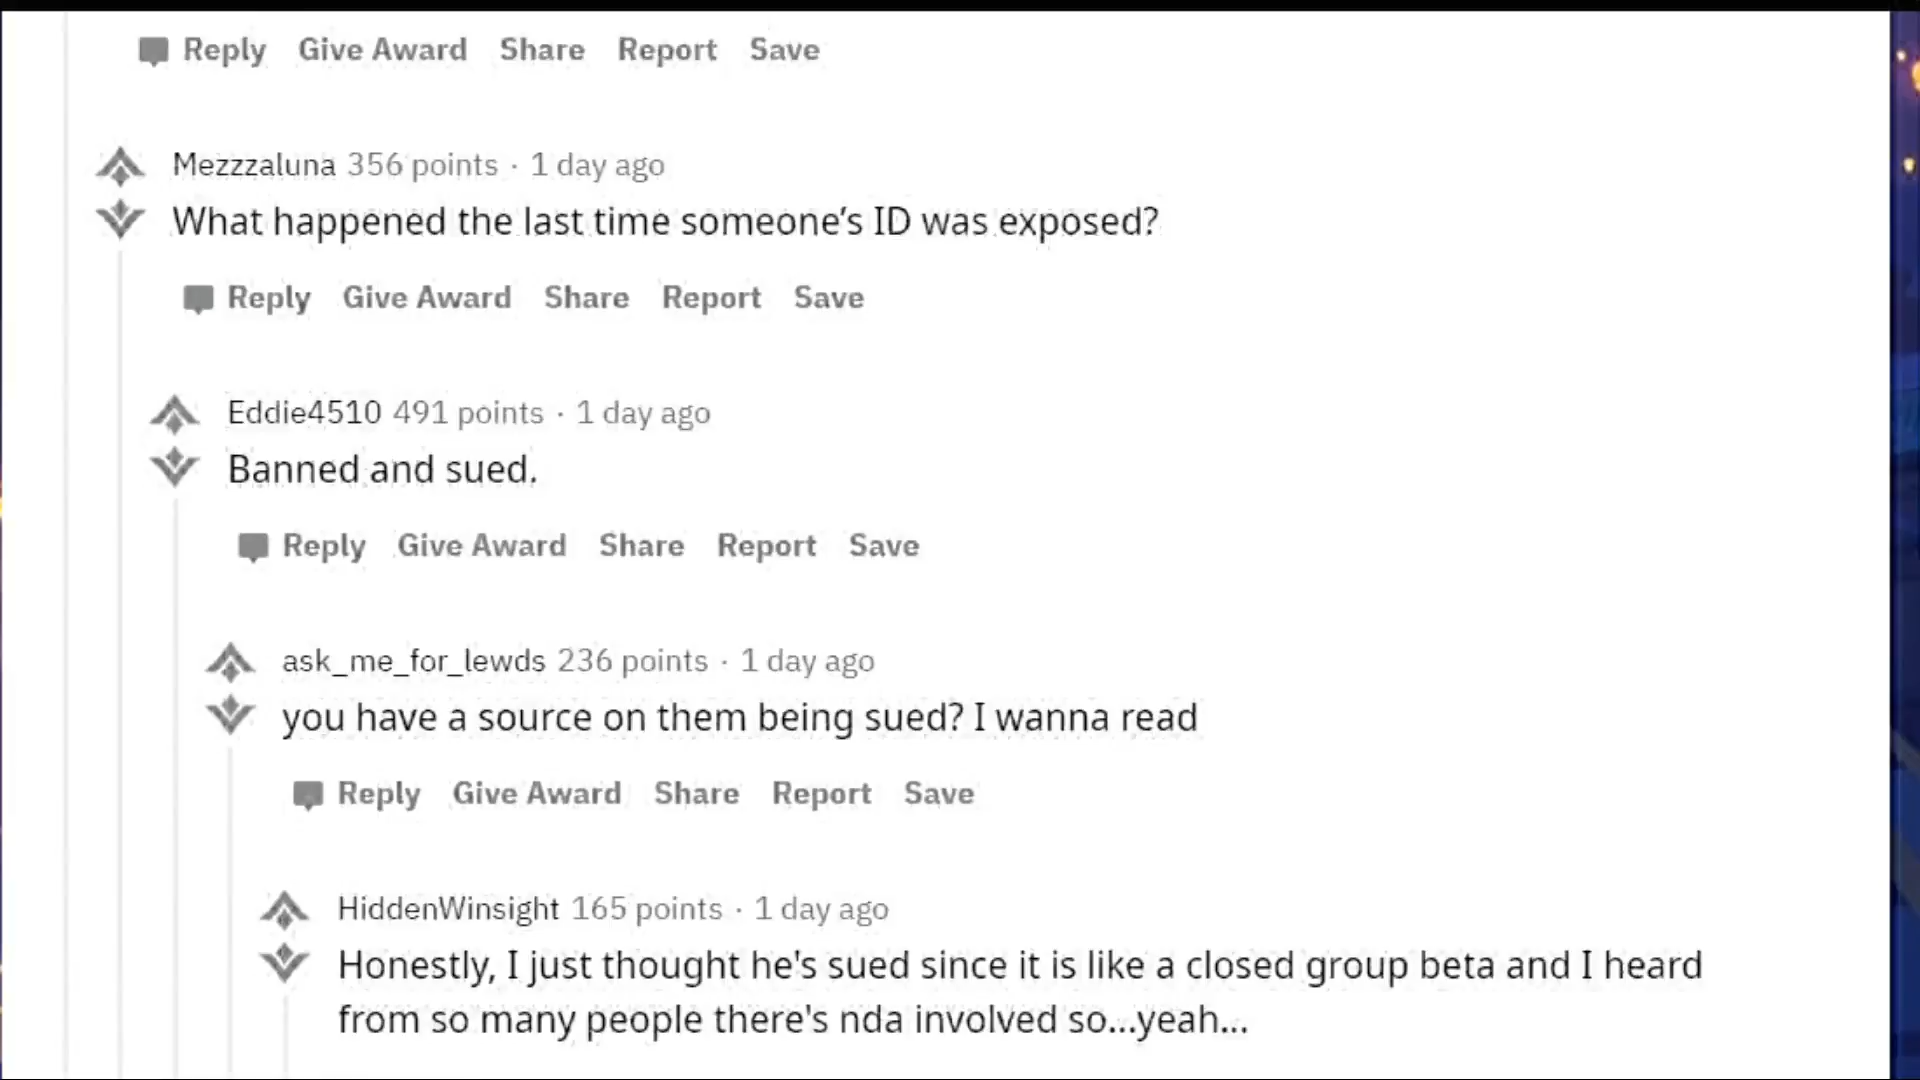 Reply Give Award Share Report Save
Mezzzaluna 356 points · 1 day ago
What happened the last time someone’s ID was exposed?
Reply Give Award Share Report Save
Eddie4510 491 points · 1 day ago
Banned and sued.
Reply Give Award Share Report Save
ask_me_for_lewds 236 points · 1 day ago
you have a source on them being sued? I wanna read
Reply Give Award Share Report Save
HiddenWinsight 165 points · 1 day ago
Honestly, I just thought he's sued since it is like a closed group beta and I heard
from so many people there's nda involved so...yeah...